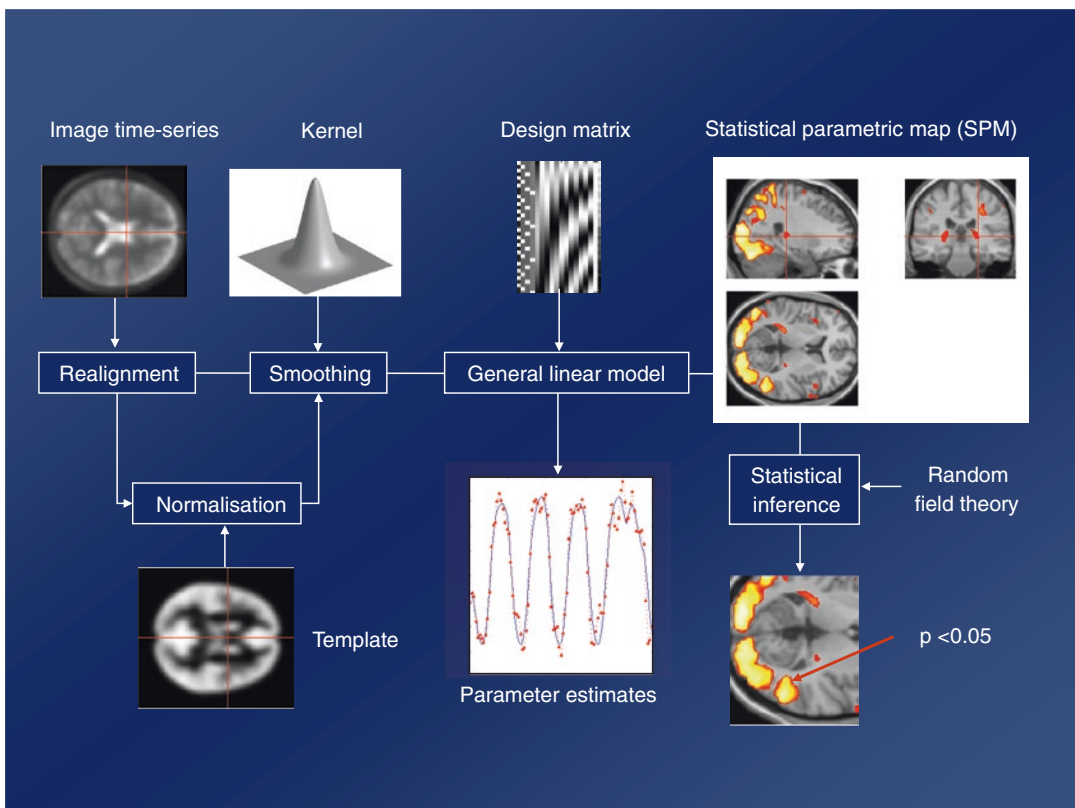 Image time-series
Kernel
Design matrix
Statistical parametric map (SPM)
Realignment
Smoothing
General linear model
Statistical
inference
Random
field theory
Normalisation
Template
Parameter estimates
p <0.05